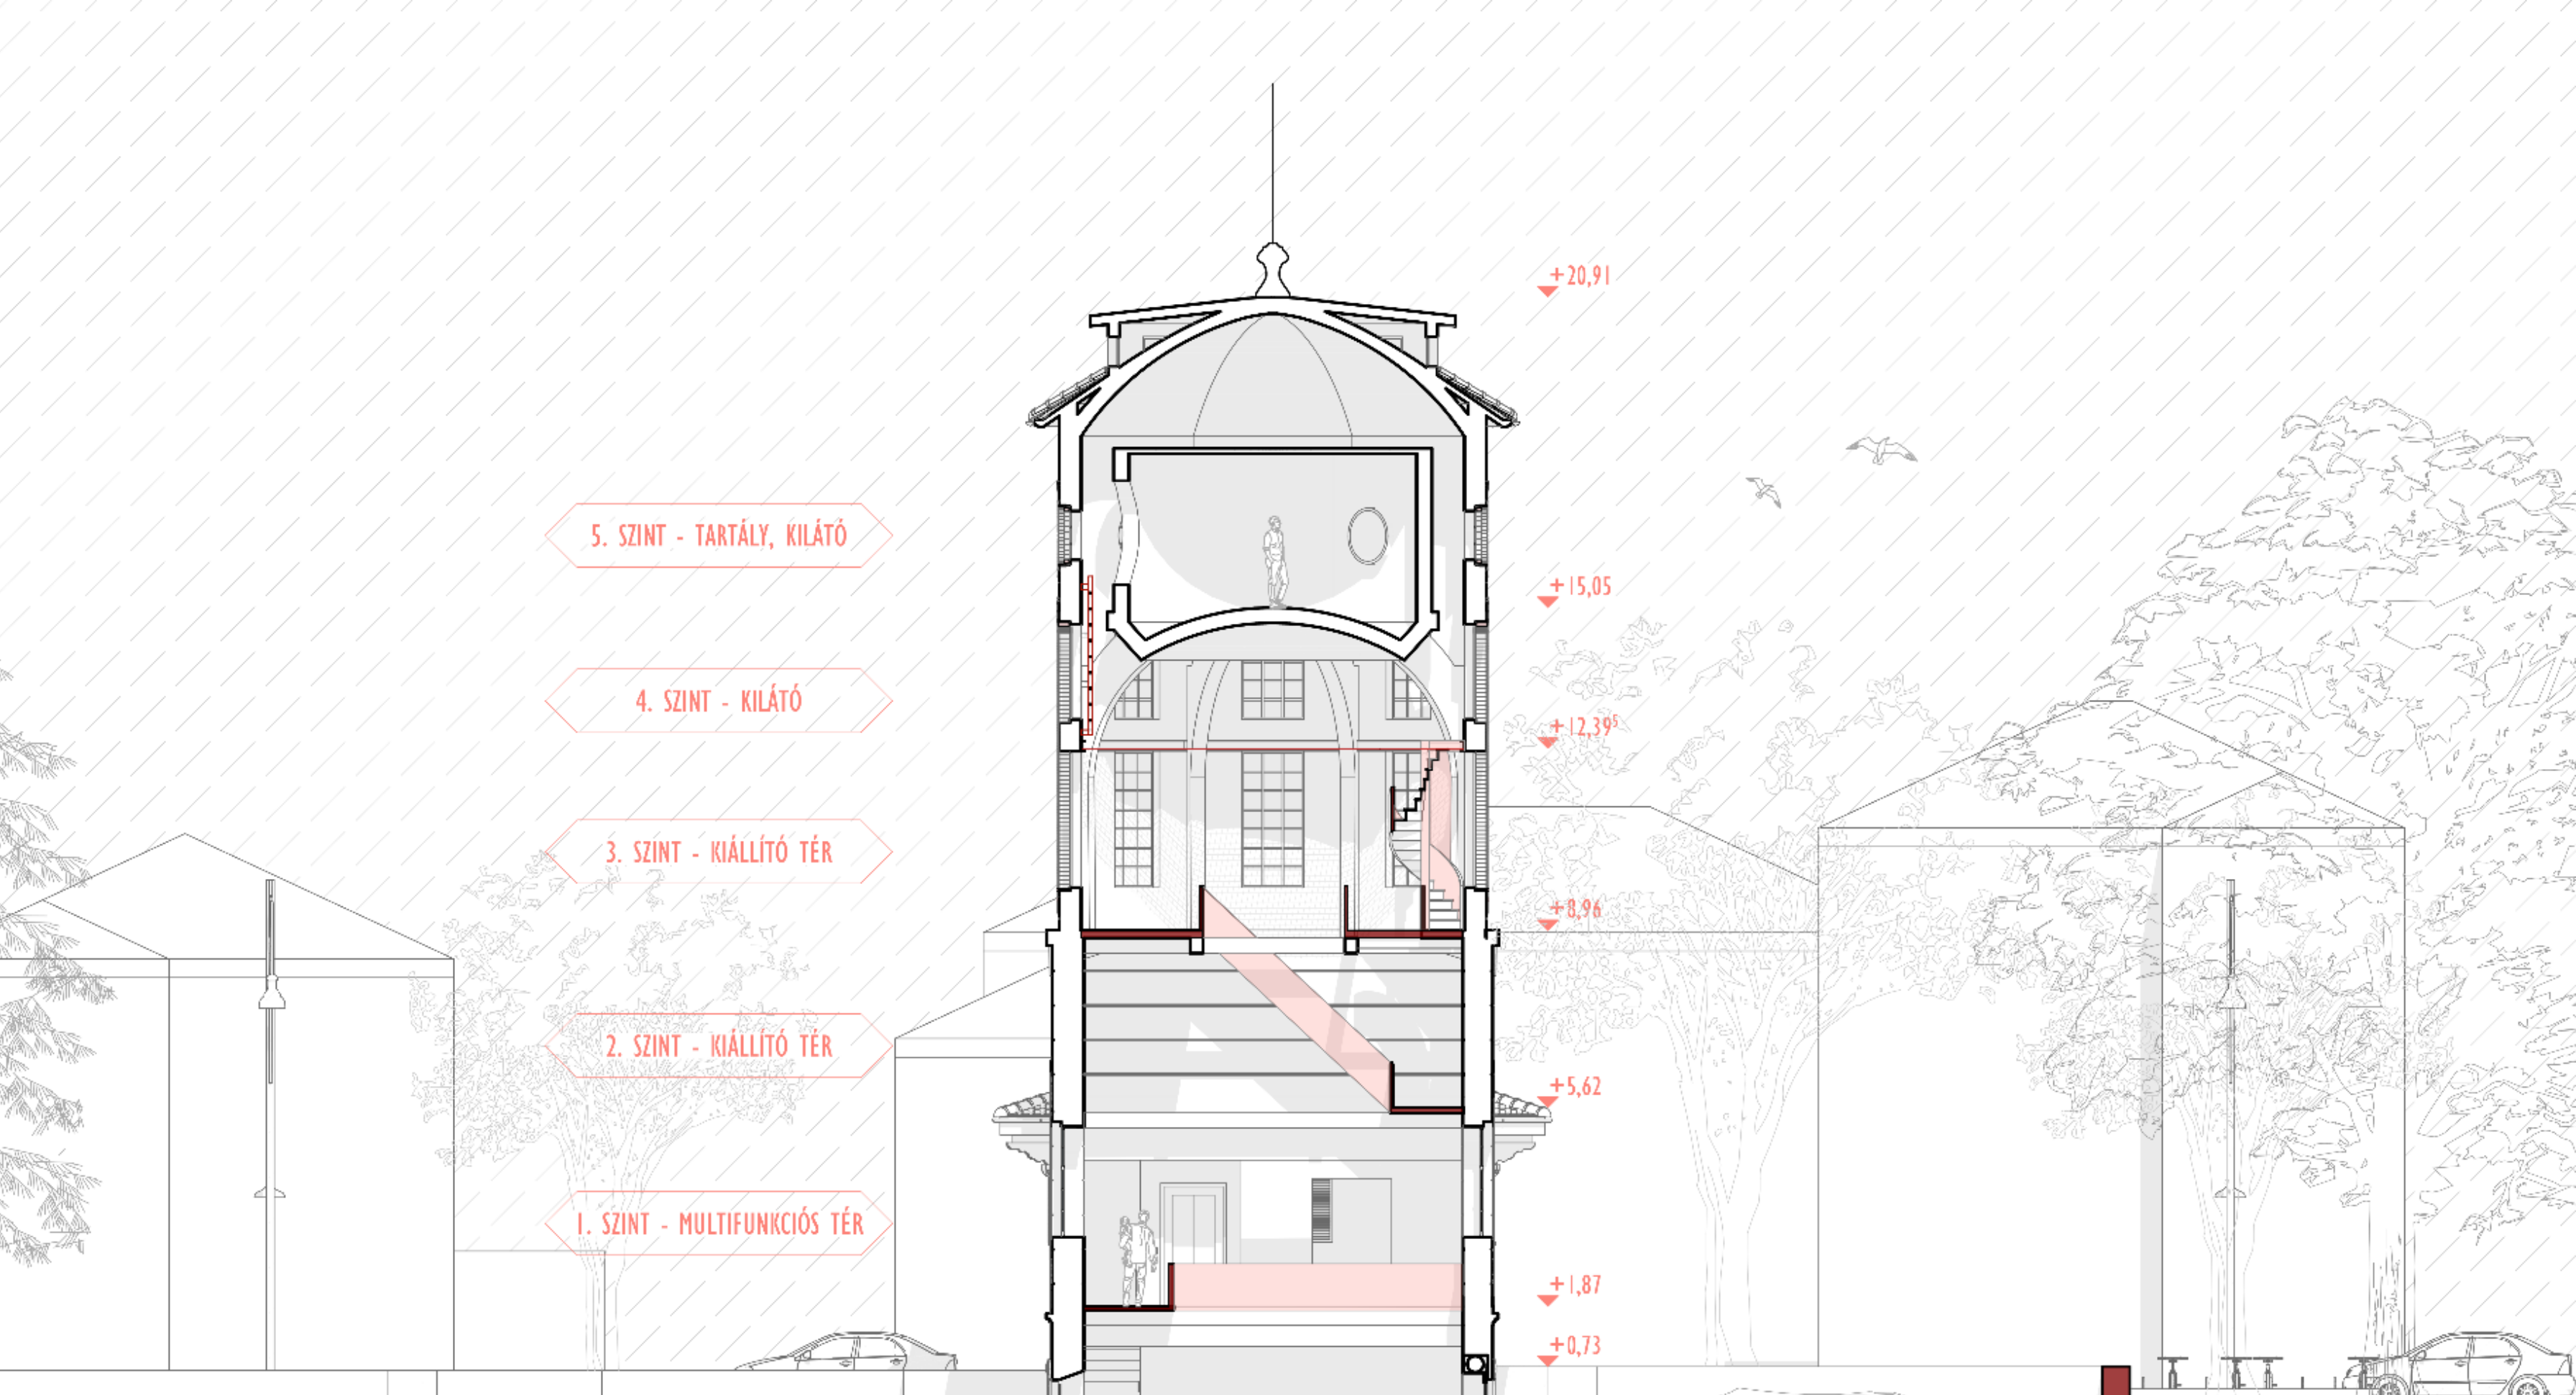 +20,91
5. SZINT - TARTÁLY, KILÁTÓ
+15,05
4. SZINT - KILÁTÓ
+12,39⁵
3. SZINT - KIÁLLÍTÓ TÉR
+8,96
2. SZINT - KIÁLLÍTÓ TÉR
+5,62
1. SZINT - MULTIFUNKCIÓS TÉR
+1,87
+0,73